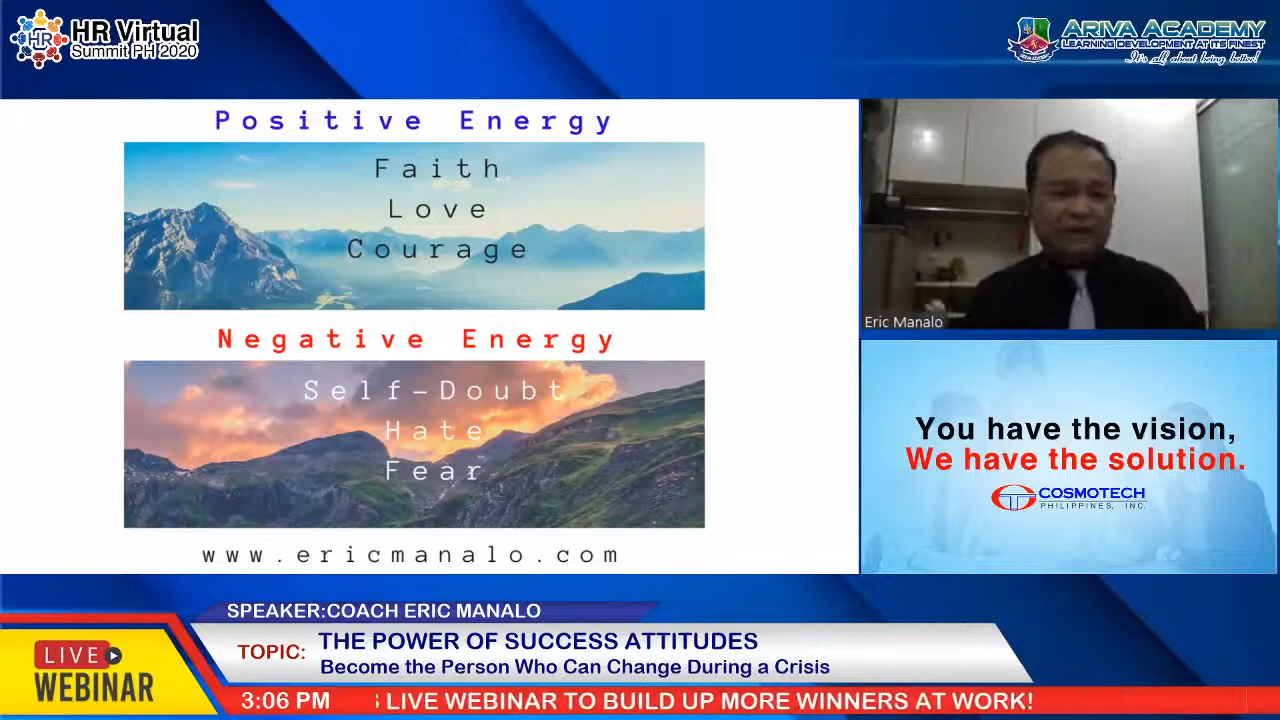 HR Virtual
Summit PH 2020
HR
ARIVA ACADEMY
LEARNING DEVELOPMENT AT ITS FINEST
It's all about being better!
Positive Energy
Faith
Love
Courage
Negative Energy
Self-Doubt
Hate
Fear
www.ericmanalo.com
Eric Manalo
You have the vision,
We have the solution.
COSMOTECH
PHILIPPINES, INC.
SPEAKER:COACH ERIC MANALO
LIVE
WEBINAR
TOPIC:
THE POWER OF SUCCESS ATTITUDES
Become the Person Who Can Change During a Crisis
3:06 PM
LIVE WEBINAR TO BUILD UP MORE WINNERS AT WORK!